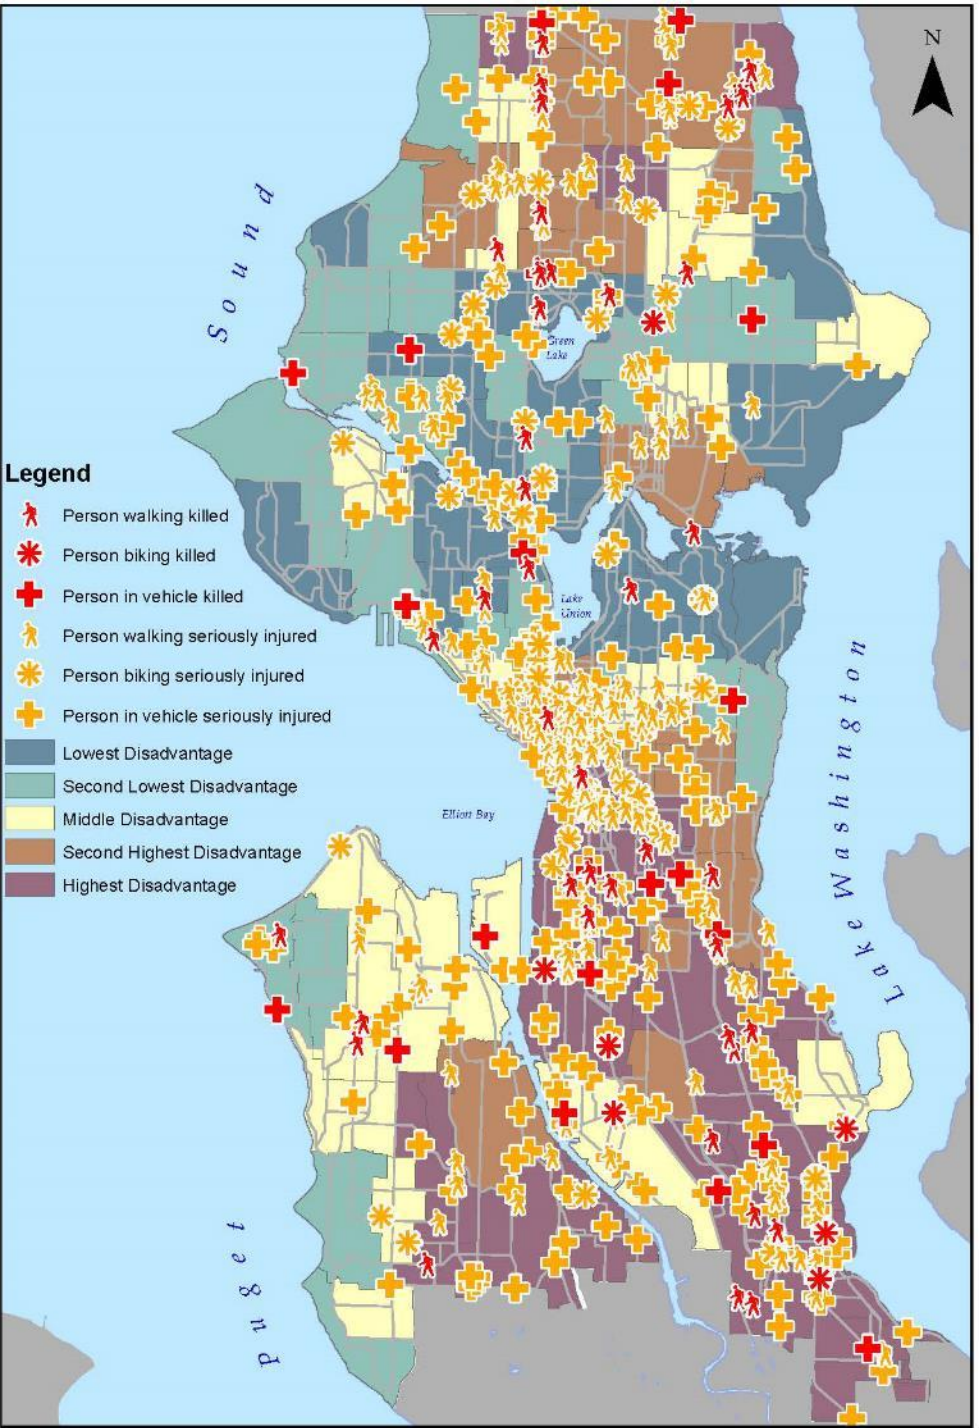 N
Sound
Green
Lake
Legend
Person walking killed
Person biking killed
Person in vehicle killed
Person walking seriously injured
Person biking seriously injured
Person in vehicle seriously injured
Lowest Disadvantage
Second Lowest Disadvantage
Middle Disadvantage
Second Highest Disadvantage
Highest Disadvantage
Lake
Union
Elliott Bay
Lake Washington
Puget